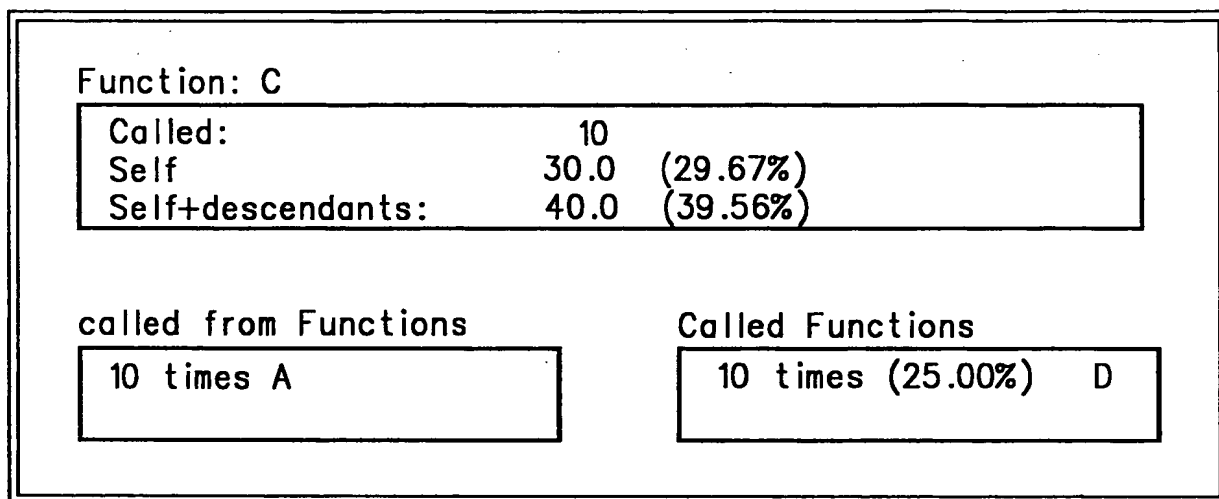 Function: C
Called: 10
Self 30.0 (29.67%)
Self+descendants: 40.0 (39.56%)
called from Functions
10 times A
Called Functions
10 times (25.00%) D